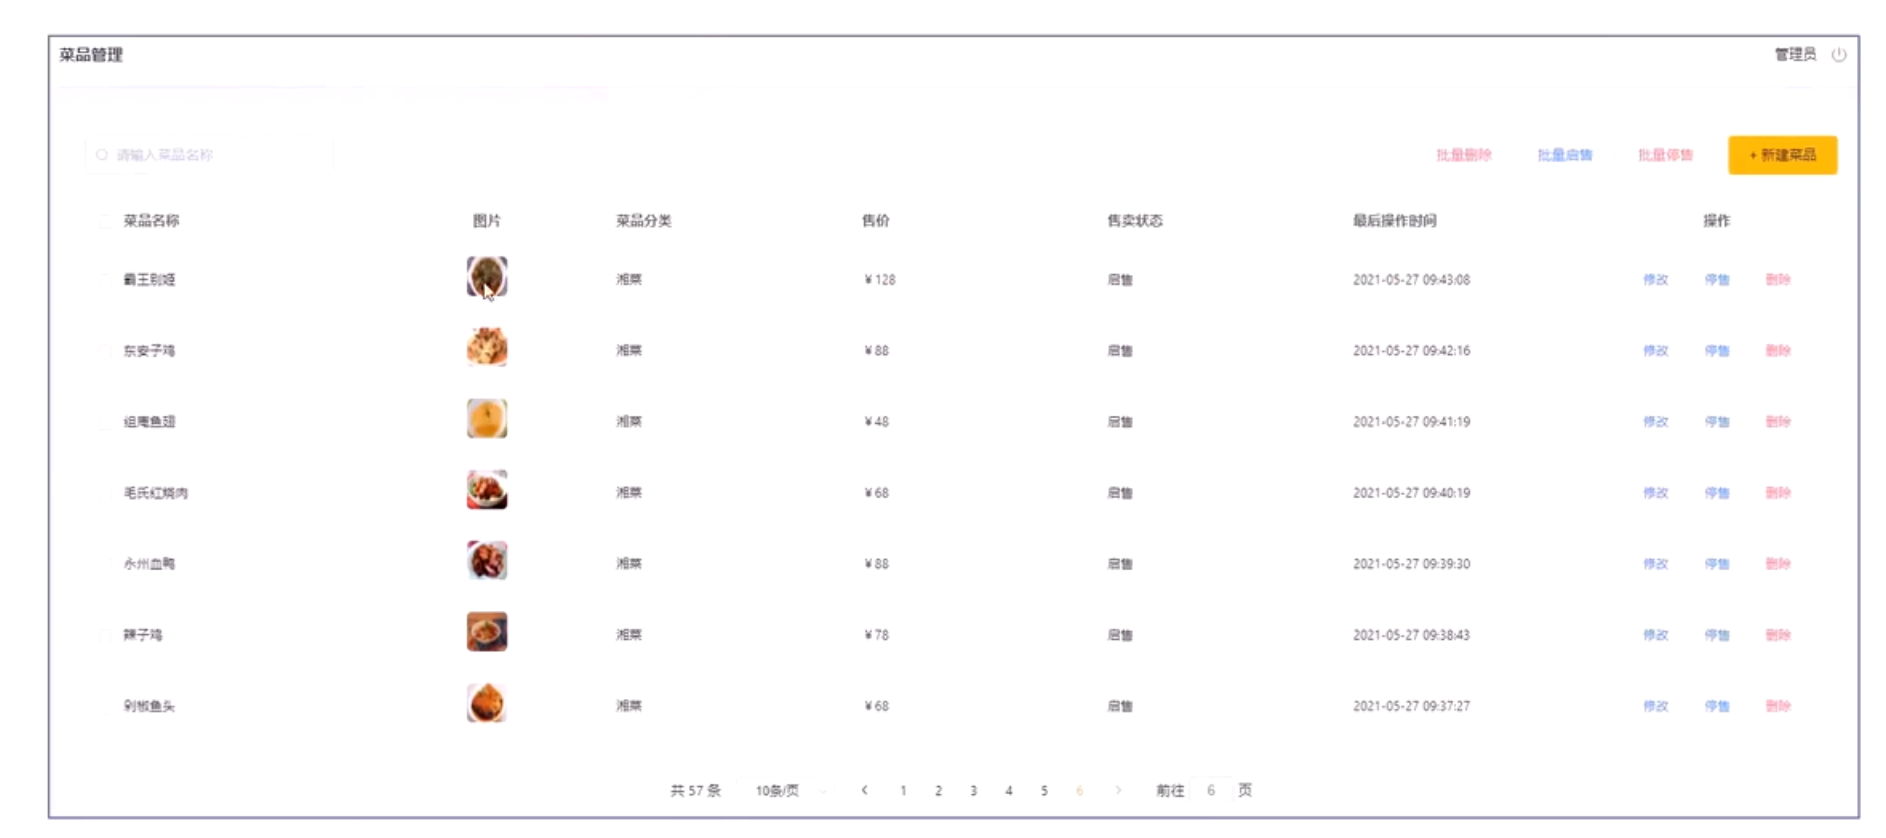 菜品管理 管理员
请输入菜品名称 批量删除 批量启售 批量停售 + 新建菜品
菜品名称 图片 菜品分类 售价 售卖状态 最后操作时间 操作
霸王别姬 湘菜 ¥128 启售 2021-05-27 09:43:08 修改 停售 删除
东安子鸡 湘菜 ¥88 启售 2021-05-27 09:42:16 修改 停售 删除
组庵鱼翅 湘菜 ¥48 启售 2021-05-27 09:41:19 修改 停售 删除
毛氏红烧肉 湘菜 ¥68 启售 2021-05-27 09:40:19 修改 停售 删除
永州血鸭 湘菜 ¥88 启售 2021-05-27 09:39:30 修改 停售 删除
辣子鸡 湘菜 ¥78 启售 2021-05-27 09:38:43 修改 停售 删除
剁椒鱼头 湘菜 ¥68 启售 2021-05-27 09:37:27 修改 停售 删除
共 57 条 10条/页 < 1 2 3 4 5 6 > 前往 6 页